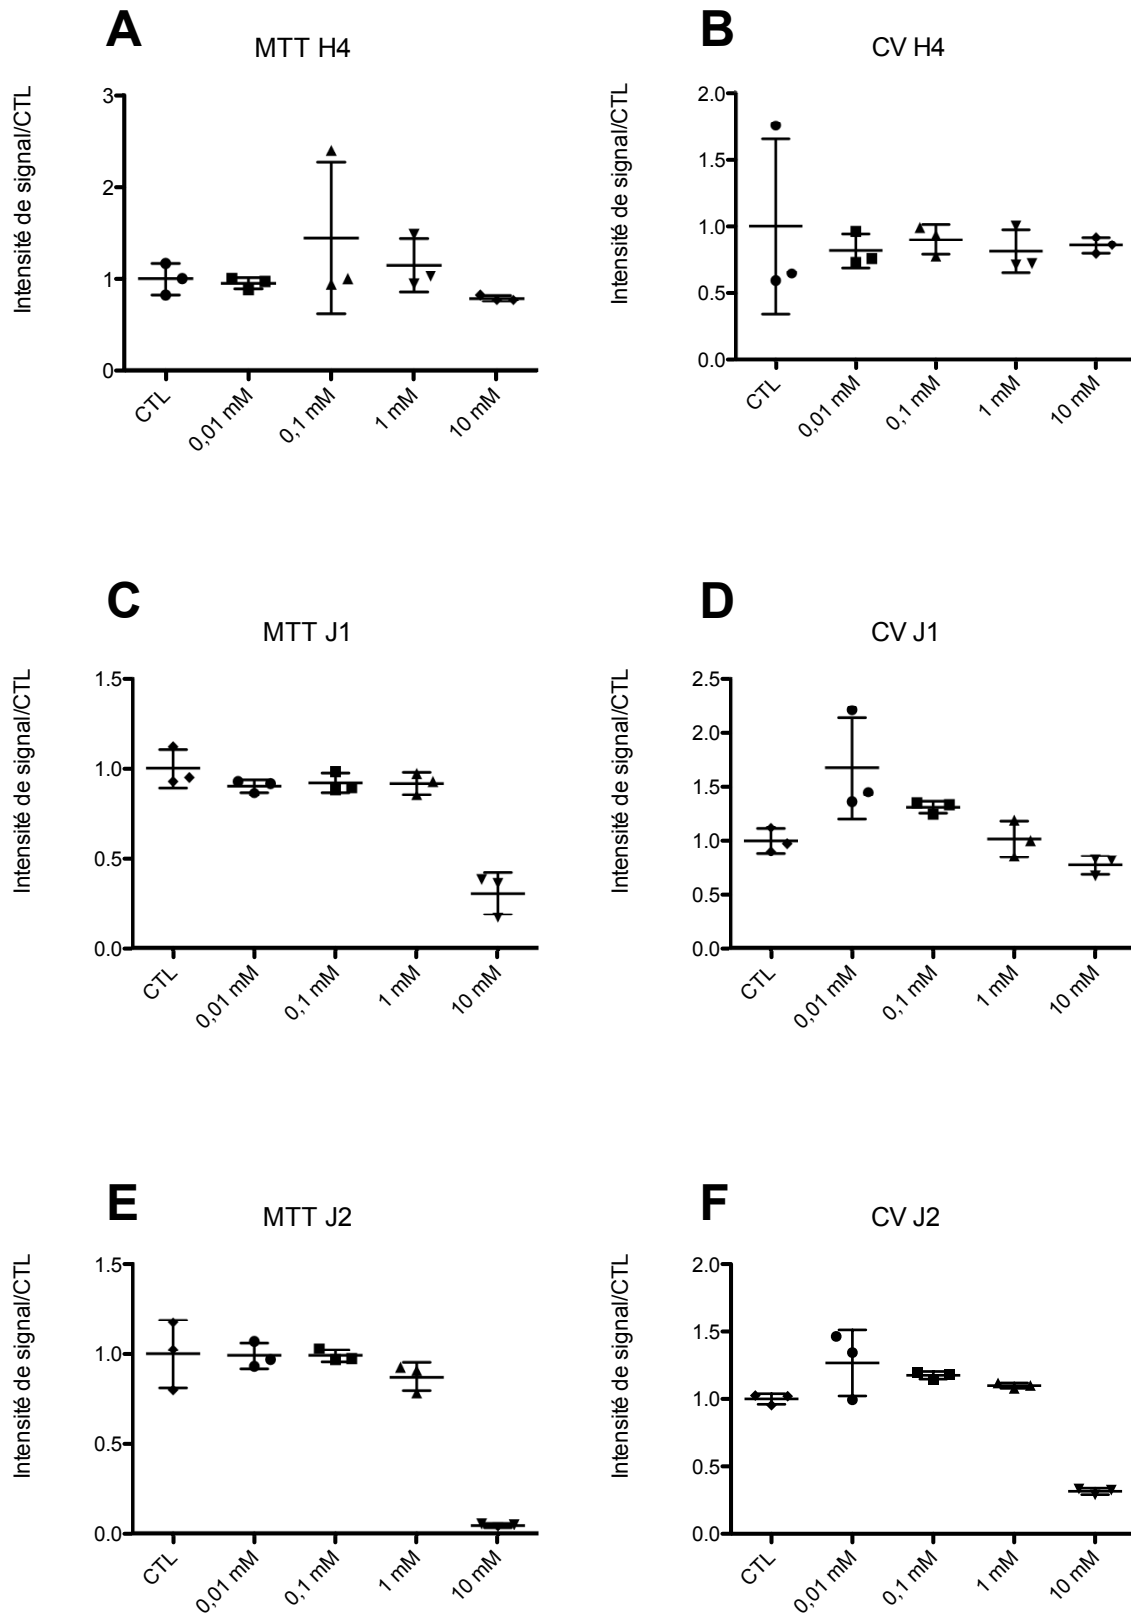 A
MTT H4
Intensité de signal/CTL
3
2
1
0
CTL
0,01 mM
0,1 mM
1 mM
10 mM
B
CV H4
Intensité de signal/CTL
2.0
1.5
1.0
0.5
0.0
CTL
0,01 mM
0,1 mM
1 mM
10 mM
C
MTT J1
Intensité de signal/CTL
1.5
1.0
0.5
0.0
CTL
0,01 mM
0,1 mM
1 mM
10 mM
D
CV J1
Intensité de signal/CTL
2.5
2.0
1.5
1.0
0.5
0.0
CTL
0,01 mM
0,1 mM
1 mM
10 mM
E
MTT J2
Intensité de signal/CTL
1.5
1.0
0.5
0.0
CTL
0,01 mM
0,1 mM
1 mM
10 mM
F
CV J2
Intensité de signal/CTL
2.0
1.5
1.0
0.5
0.0
CTL
0,01 mM
0,1 mM
1 mM
10 mM